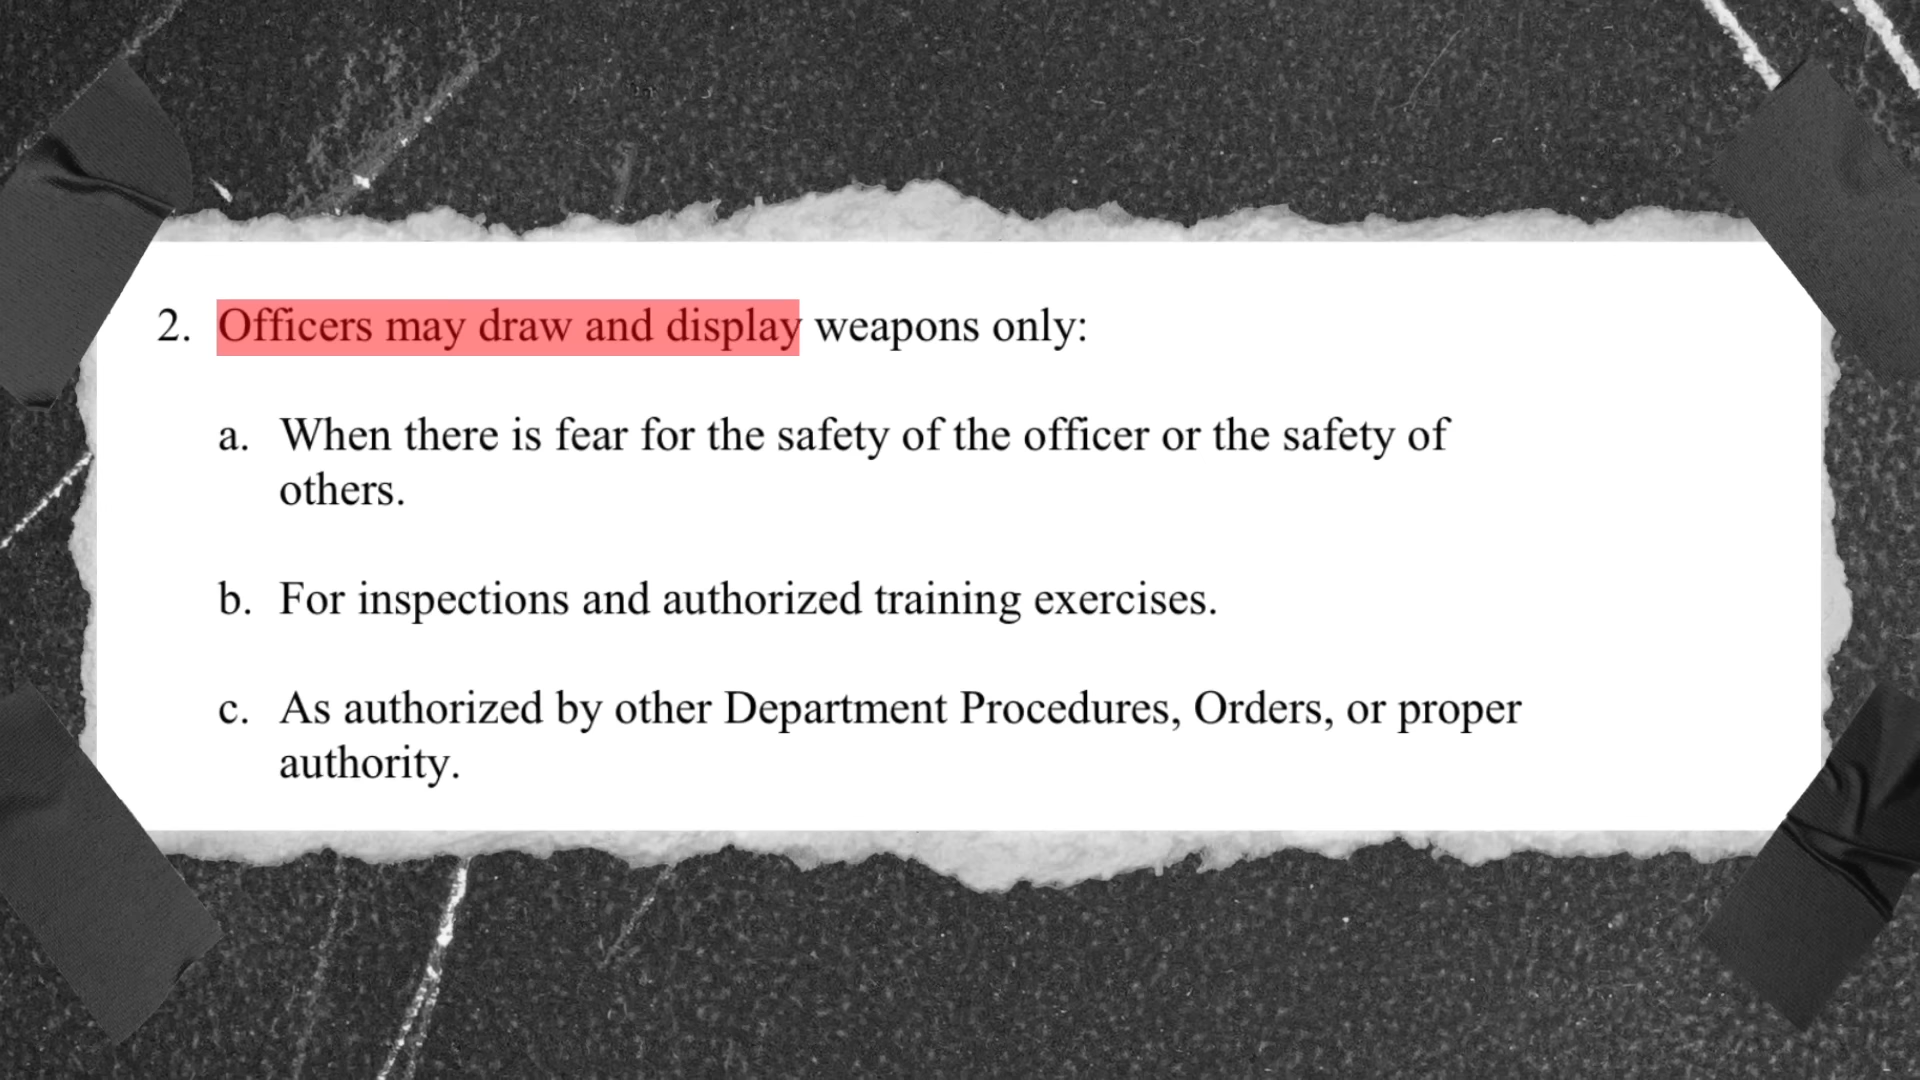 2. Officers may draw and display weapons only:
a. When there is fear for the safety of the officer or the safety of
others.
b. For inspections and authorized training exercises.
c. As authorized by other Department Procedures, Orders, or proper
authority.